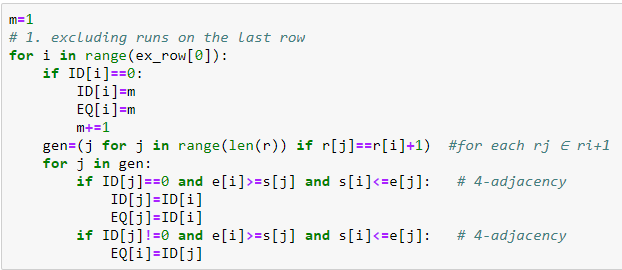 m=1
# 1. excluding runs on the last row
for i in range(ex_row[0]):
    if ID[i]==0:
        ID[i]=m
        EQ[i]=m
        m+=1
    gen=(j for j in range(len(r)) if r[j]==r[i]+1)  #for each rj ∈ ri+1
    for j in gen:
        if ID[j]==0 and e[i]>=s[j] and s[i]<=e[j]:   # 4-adjacency
            ID[j]=ID[i]
            EQ[j]=ID[i]
        if ID[j]!=0 and e[i]>=s[j] and s[i]<=e[j]:   # 4-adjacency
            EQ[i]=ID[j]